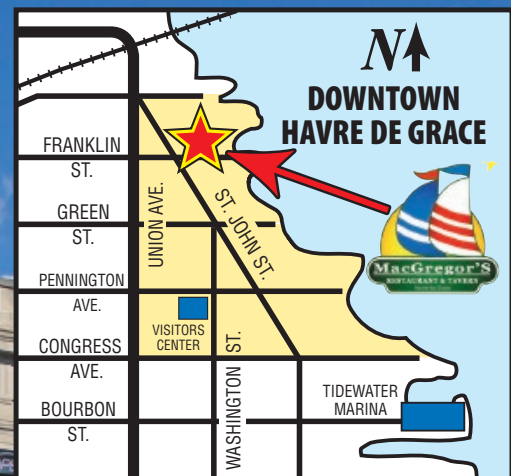 N
DOWNTOWN
HAVRE DE GRACE
FRANKLIN
ST.
UNION AVE.
ST. JOHN ST.
GREEN
ST.
MacGregor'S
RESTAURANT & TAVERN
PENNINGTON
AVE.
VISITORS
CENTER
CONGRESS
AVE.
WASHINGTON ST.
TIDEWATER
MARINA
BOURBON
ST.